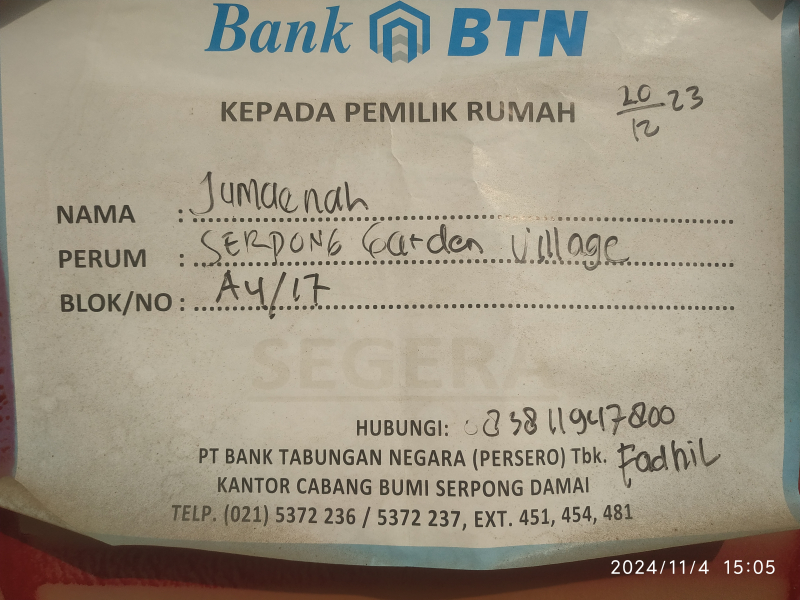 Bank BTN
KEPADA PEMILIK RUMAH 20/12 23
NAMA : Jumaenah
PERUM : SERPONG Garden Village
BLOK/NO : A4/17
SEGERA
HUBUNGI: 083811947800
PT BANK TABUNGAN NEGARA (PERSERO) Tbk. Fadhil
KANTOR CABANG BUMI SERPONG DAMAI
TELP. (021) 5372 236 / 5372 237, EXT. 451, 454, 481
2024/11/4 15:05